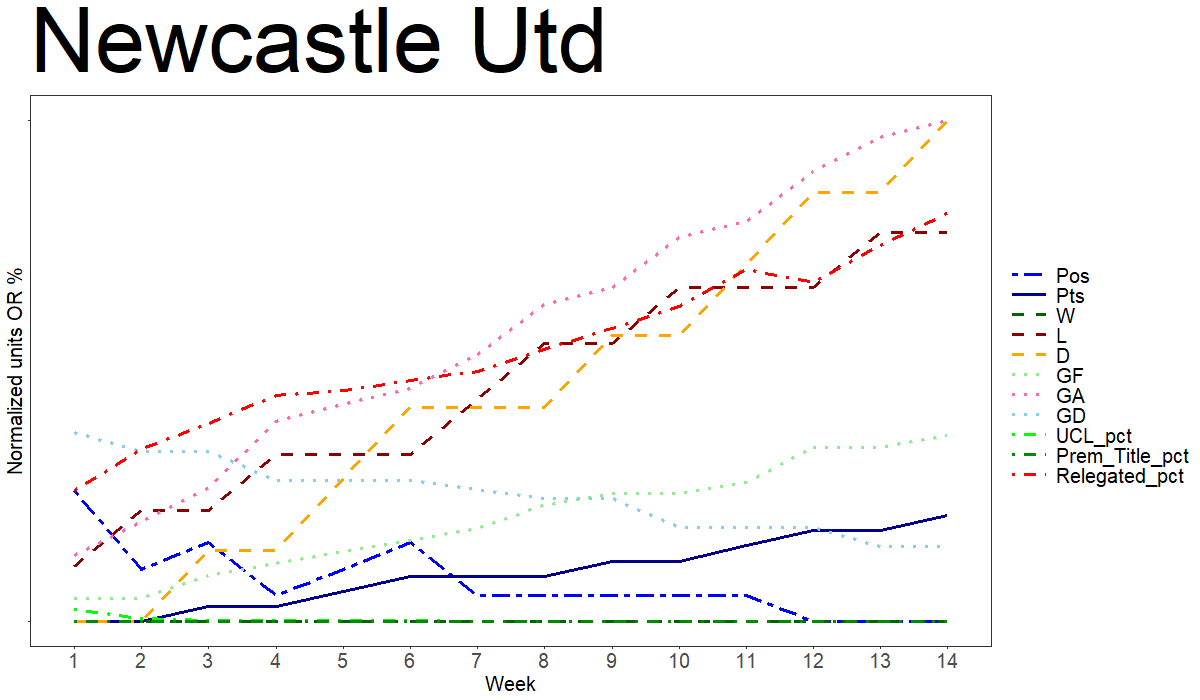 Newcastle Utd
Normalized units OR %
Pos
Pts
W
L
D
GF
GA
GD
UCL_pct
Prem_Title_pct
Relegated_pct
1 2 3 4 5 6 7 8 9 10 11 12 13 14
Week